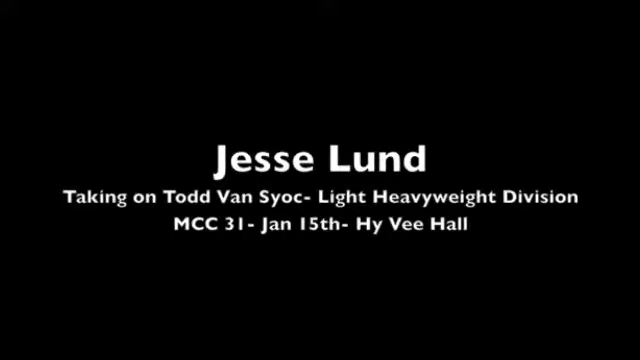 Jesse Lund
Taking on Todd Van Syoc- Light Heavyweight Division
MCC 31- Jan 15th- Hy Vee Hall